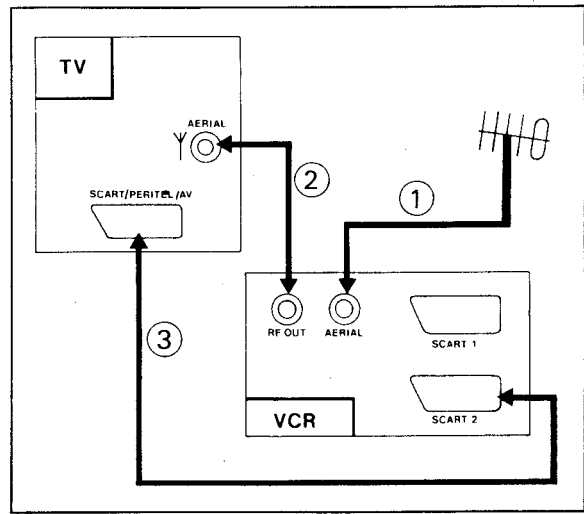 TV
AERIAL
SCART/PERITEL/AV
2
1
3
RF OUT
AERIAL
SCART 1
SCART 2
VCR